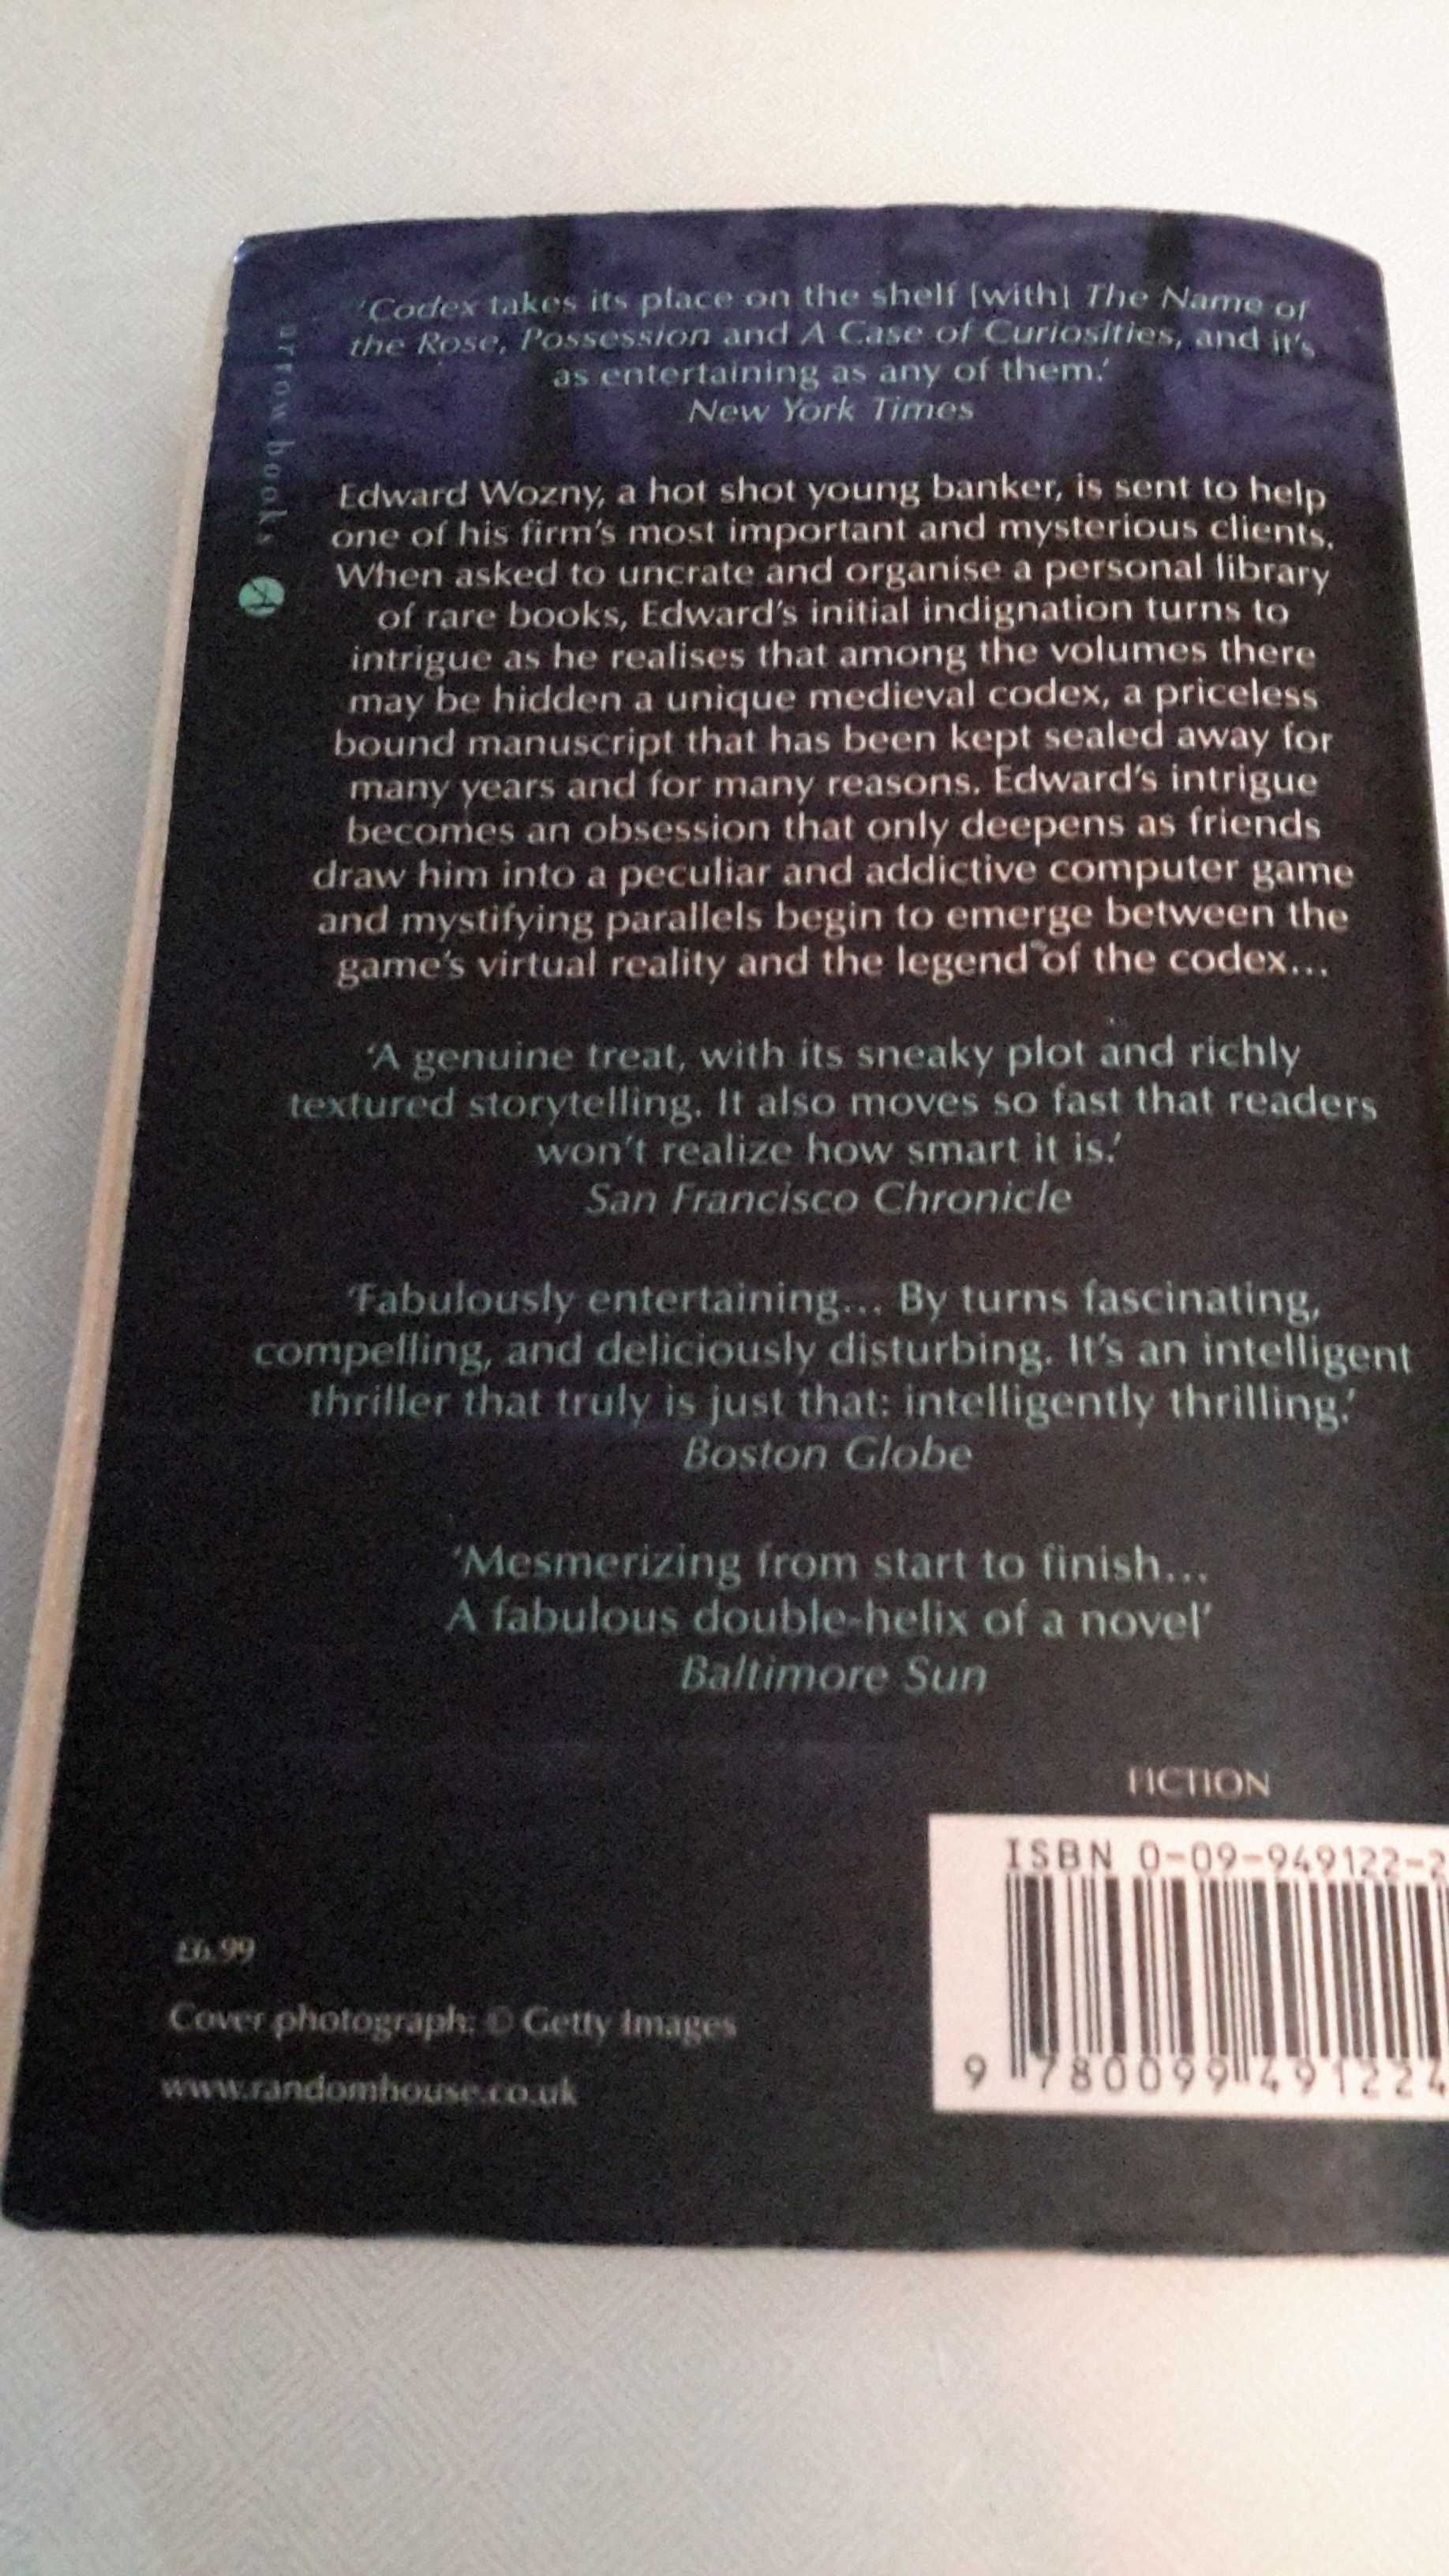 'Codex takes its place on the shelf [with] The Name of
the Rose, Possession and A Case of Curiosities, and it's
as entertaining as any of them.'
New York Times
arrow books
Edward Wozny, a hot shot young banker, is sent to help
one of his firm's most important and mysterious clients.
When asked to uncrate and organise a personal library
of rare books, Edward's initial indignation turns to
intrigue as he realises that among the volumes there
may be hidden a unique medieval codex, a priceless
bound manuscript that has been kept sealed away for
many years and for many reasons. Edward's intrigue
becomes an obsession that only deepens as friends
draw him into a peculiar and addictive computer game
and mystifying parallels begin to emerge between the
game's virtual reality and the legend of the codex...
'A genuine treat, with its sneaky plot and richly
textured storytelling. It also moves so fast that readers
won't realize how smart it is.'
San Francisco Chronicle
'Fabulously entertaining... By turns fascinating,
compelling, and deliciously disturbing. It's an intelligent
thriller that truly is just that: intelligently thrilling.'
Boston Globe
'Mesmerizing from start to finish...
A fabulous double-helix of a novel'
Baltimore Sun
FICTION
ISBN 0-09-949122-2
£6.99
Cover photograph: © Getty Images
www.randomhouse.co.uk
9 780099 491224